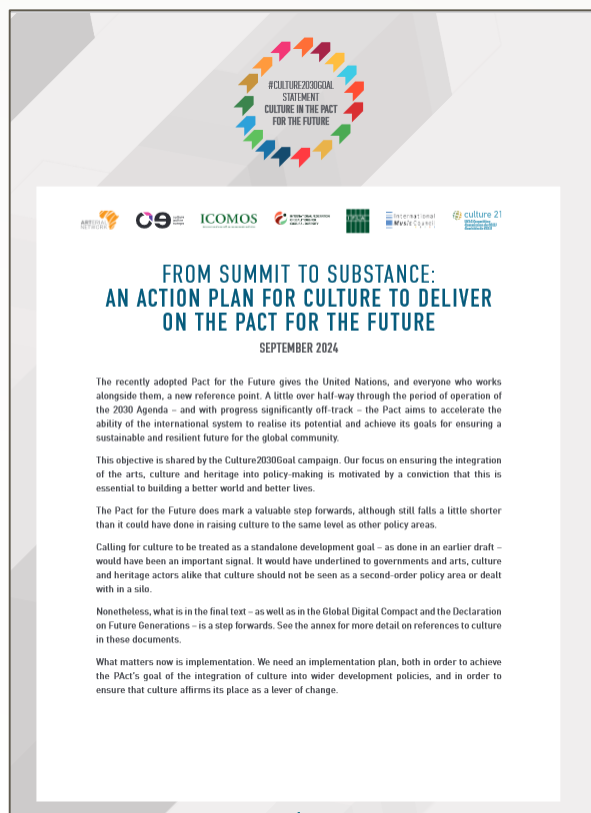 #CULTURE2030GOAL
STATEMENT
CULTURE IN THE PACT
FOR THE FUTURE
ARTERIAL
NETWORK
culture
action
europe
ICOMOS
INTERNATIONAL FEDERATION
International
Music Council
culture 21
FROM SUMMIT TO SUBSTANCE:
AN ACTION PLAN FOR CULTURE TO DELIVER
ON THE PACT FOR THE FUTURE
SEPTEMBER 2024
The recently adopted Pact for the Future gives the United Nations, and everyone who works
alongside them, a new reference point. A little over half-way through the period of operation of
the 2030 Agenda – and with progress significantly off-track – the Pact aims to accelerate the
ability of the international system to realise its potential and achieve its goals for ensuring a
sustainable and resilient future for the global community.
This objective is shared by the Culture2030Goal campaign. Our focus on ensuring the integration
of the arts, culture and heritage into policy-making is motivated by a conviction that this is
essential to building a better world and better lives.
The Pact for the Future does mark a valuable step forwards, although still falls a little shorter
than it could have done in raising culture to the same level as other policy areas.
Calling for culture to be treated as a standalone development goal – as done in an earlier draft –
would have been an important signal. It would have underlined to governments and arts, culture
and heritage actors alike that culture should not be seen as a second-order policy area or dealt
with in a silo.
Nonetheless, what is in the final text – as well as in the Global Digital Compact and the Declaration
on Future Generations – is a step forwards. See the annex for more detail on references to culture
in these documents.
What matters now is implementation. We need an implementation plan, both in order to achieve
the PAct's goal of the integration of culture into wider development policies, and in order to
ensure that culture affirms its place as a lever of change.